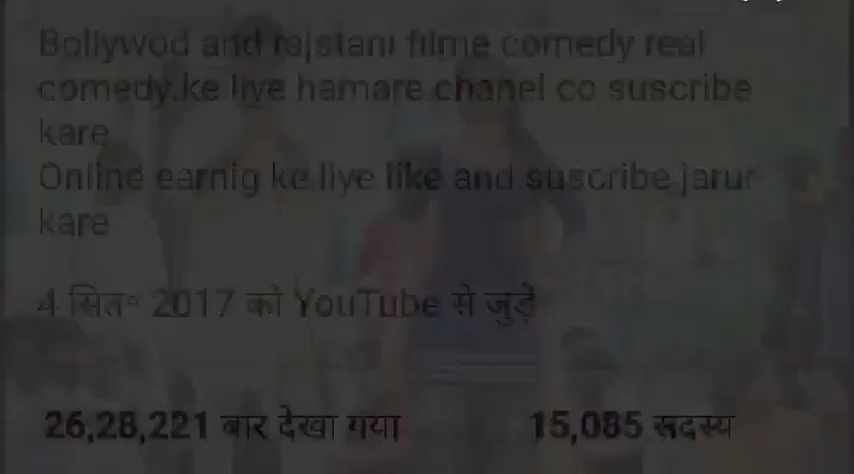 Bollywod and rajstani filme comedy real
comedy.ke liye hamare chanel co suscribe
kare
Online earnig ke liye like and suscribe jarur
kare
4 सित॰ 2017 को YouTube से जुड़े
26,28,221 बार देखा गया 15,085 सदस्य